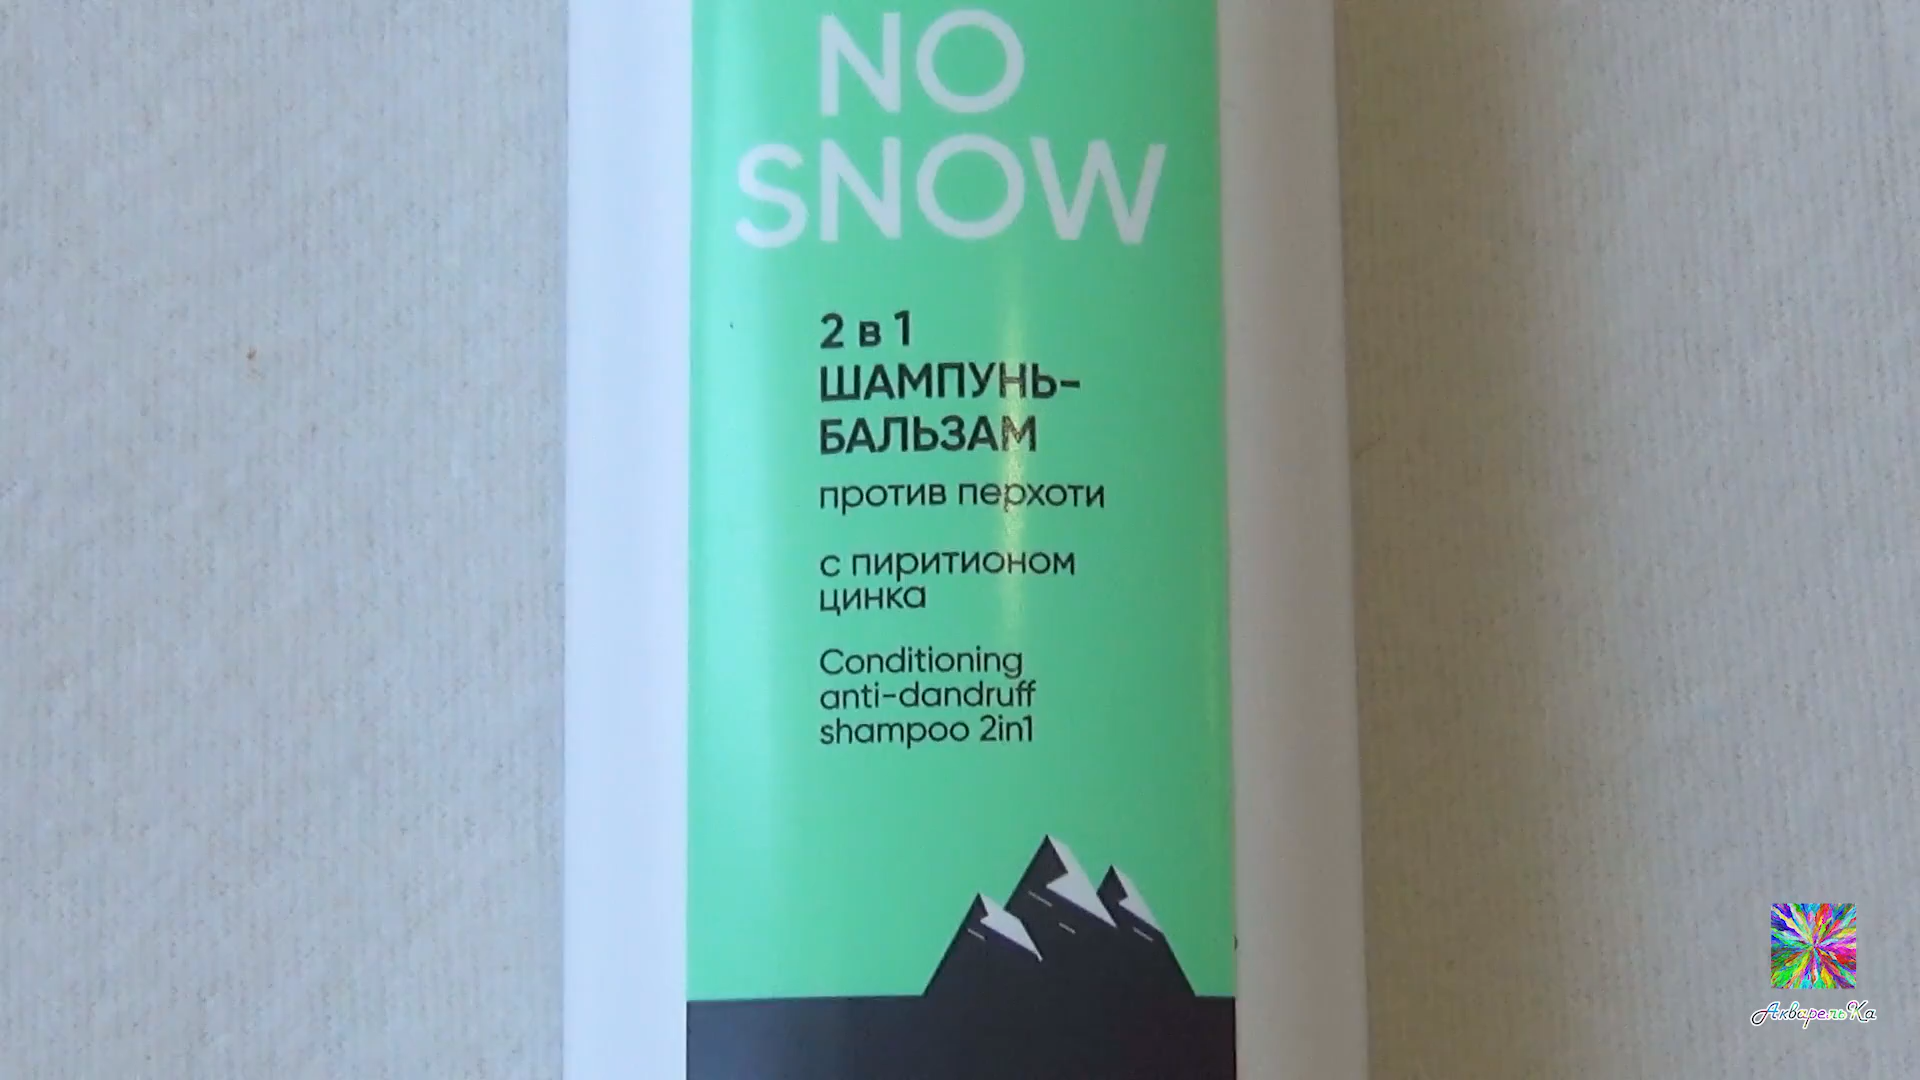 NO
SNOW
2 в 1
ШАМПУНЬ-
БАЛЬЗАМ
против перхоти
с пиритионом
цинка
Conditioning
anti-dandruff
shampoo 2in1
АкварельКа